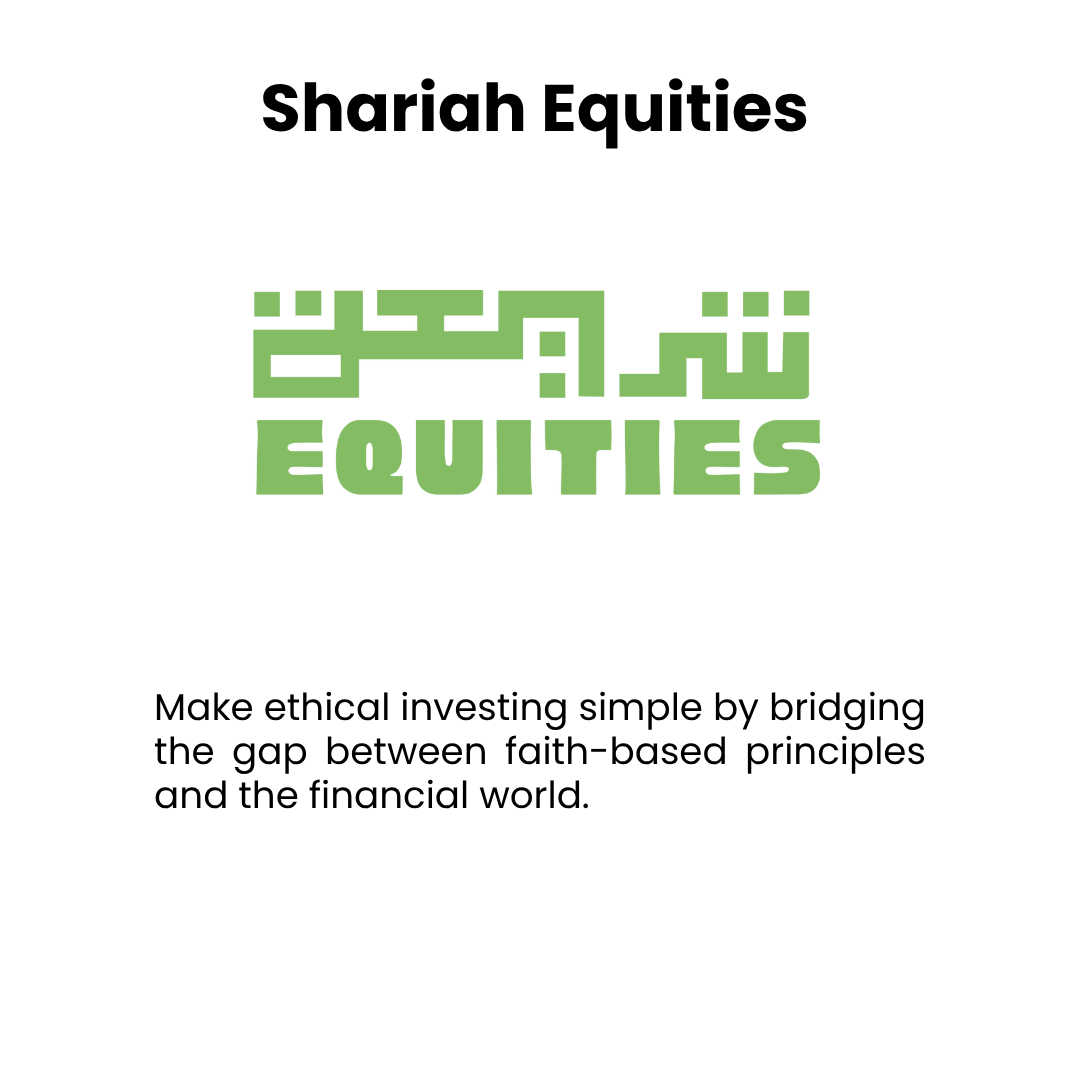 Shariah Equities
شريعة
EQUITIES
Make ethical investing simple by bridging
the gap between faith-based principles
and the financial world.